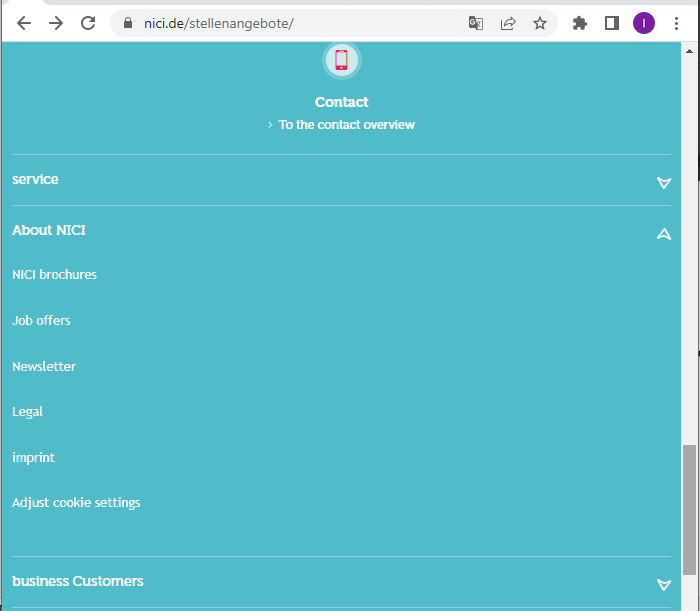 nici.de/stellenangebote/
I
Contact
To the contact overview
service
About NICI
NICI brochures
Job offers
Newsletter
Legal
imprint
Adjust cookie settings
business Customers